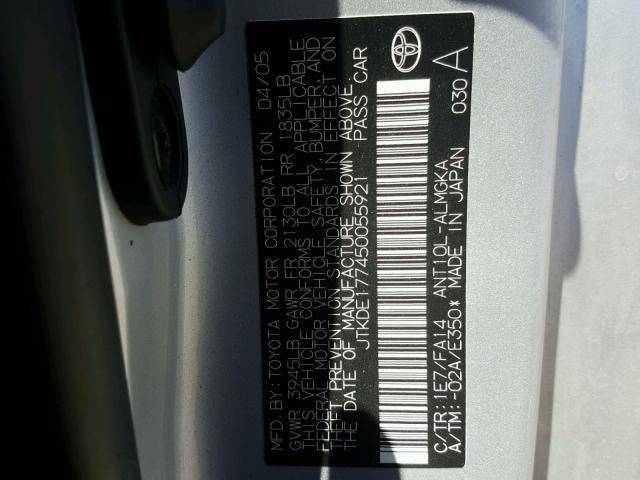 MFD BY: TOYOTA MOTOR CORPORATION 04/05
GVWR 3940LB GAWR FR 2130LB RR 1835LB
THIS VEHICLE CONFORMS TO ALL APPLICABLE
FEDERAL MOTOR VEHICLE SAFETY, BUMPER, AND
THEFT PREVENTION STANDARDS IN EFFECT ON
THE DATE OF MANUFACTURE SHOWN ABOVE.
JTKDE177450055921 PASS CAR
C/TR: 1E7/FA14 ANT10L-ALMGKA 030 A
A/TM: -02A/E350* MADE IN JAPAN